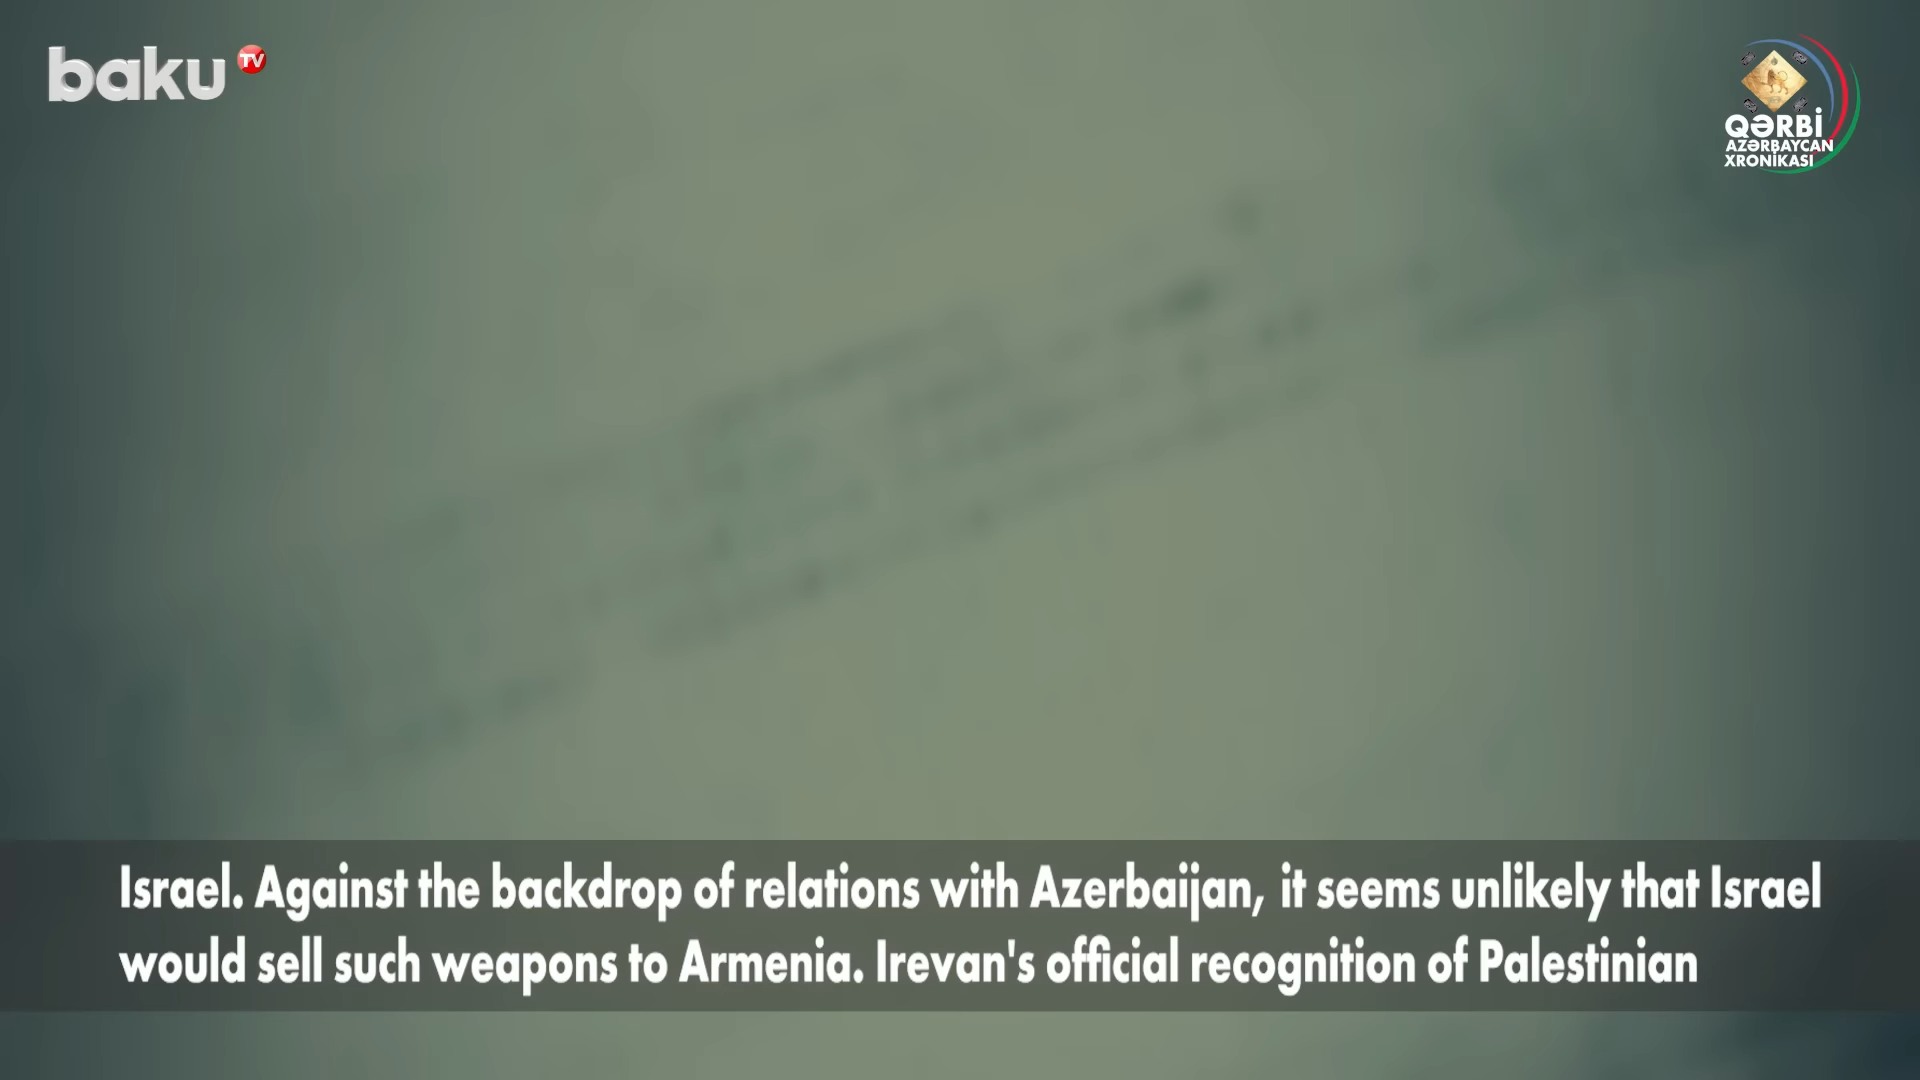 baku TV
QƏRBİ
AZƏRBAYCAN
XRONİKASI
Israel. Against the backdrop of relations with Azerbaijan, it seems unlikely that Israel
would sell such weapons to Armenia. Irevan's official recognition of Palestinian